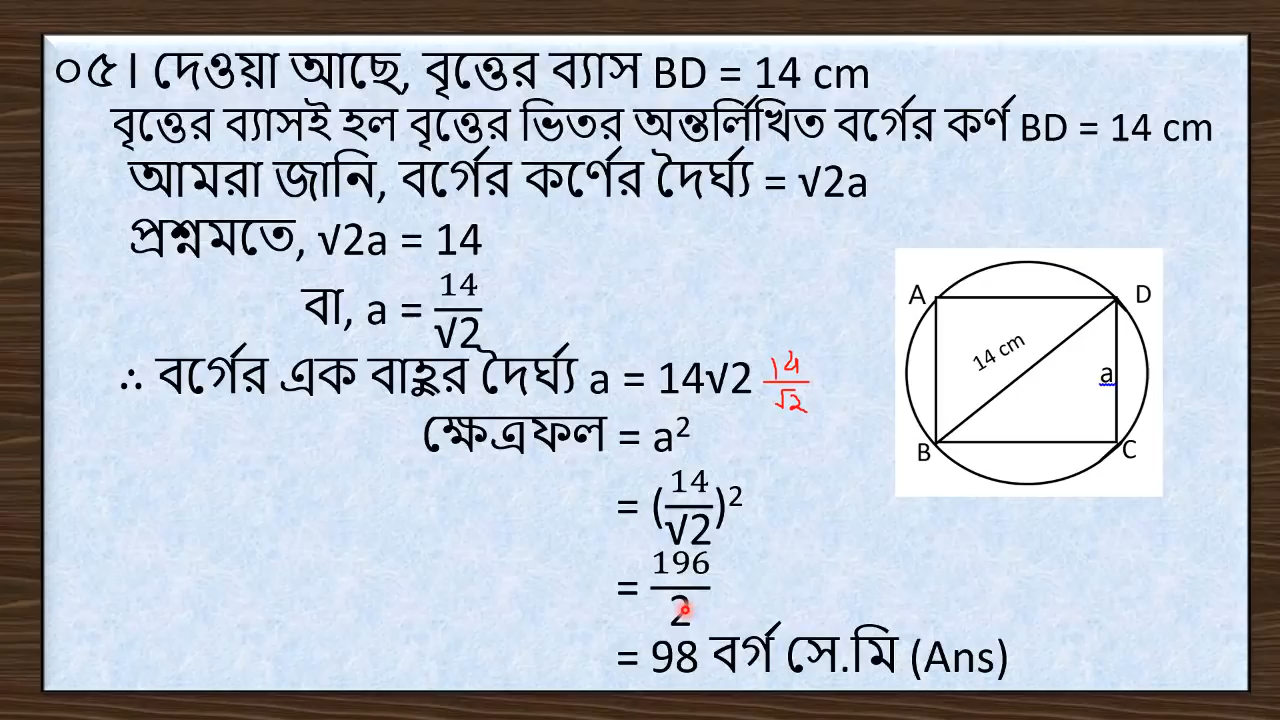 ০৫। দেওয়া আছে, বৃত্তের ব্যাস BD = 14 cm
বৃত্তের ব্যাসই হল বৃত্তের ভিতর অন্তর্লিখিত বর্গের কর্ণ BD = 14 cm
আমরা জানি, বর্গের কর্ণের দৈর্ঘ্য = √2a
প্রশ্নমতে, √2a = 14
বা, a = 14/√2
∴ বর্গের এক বাহুর দৈর্ঘ্য a = 14√2 14/√2
ক্ষেত্রফল = a²
= (14/√2)²
= 196/2
= 98 বর্গ সে.মি (Ans)
A D
14 cm
a
B C